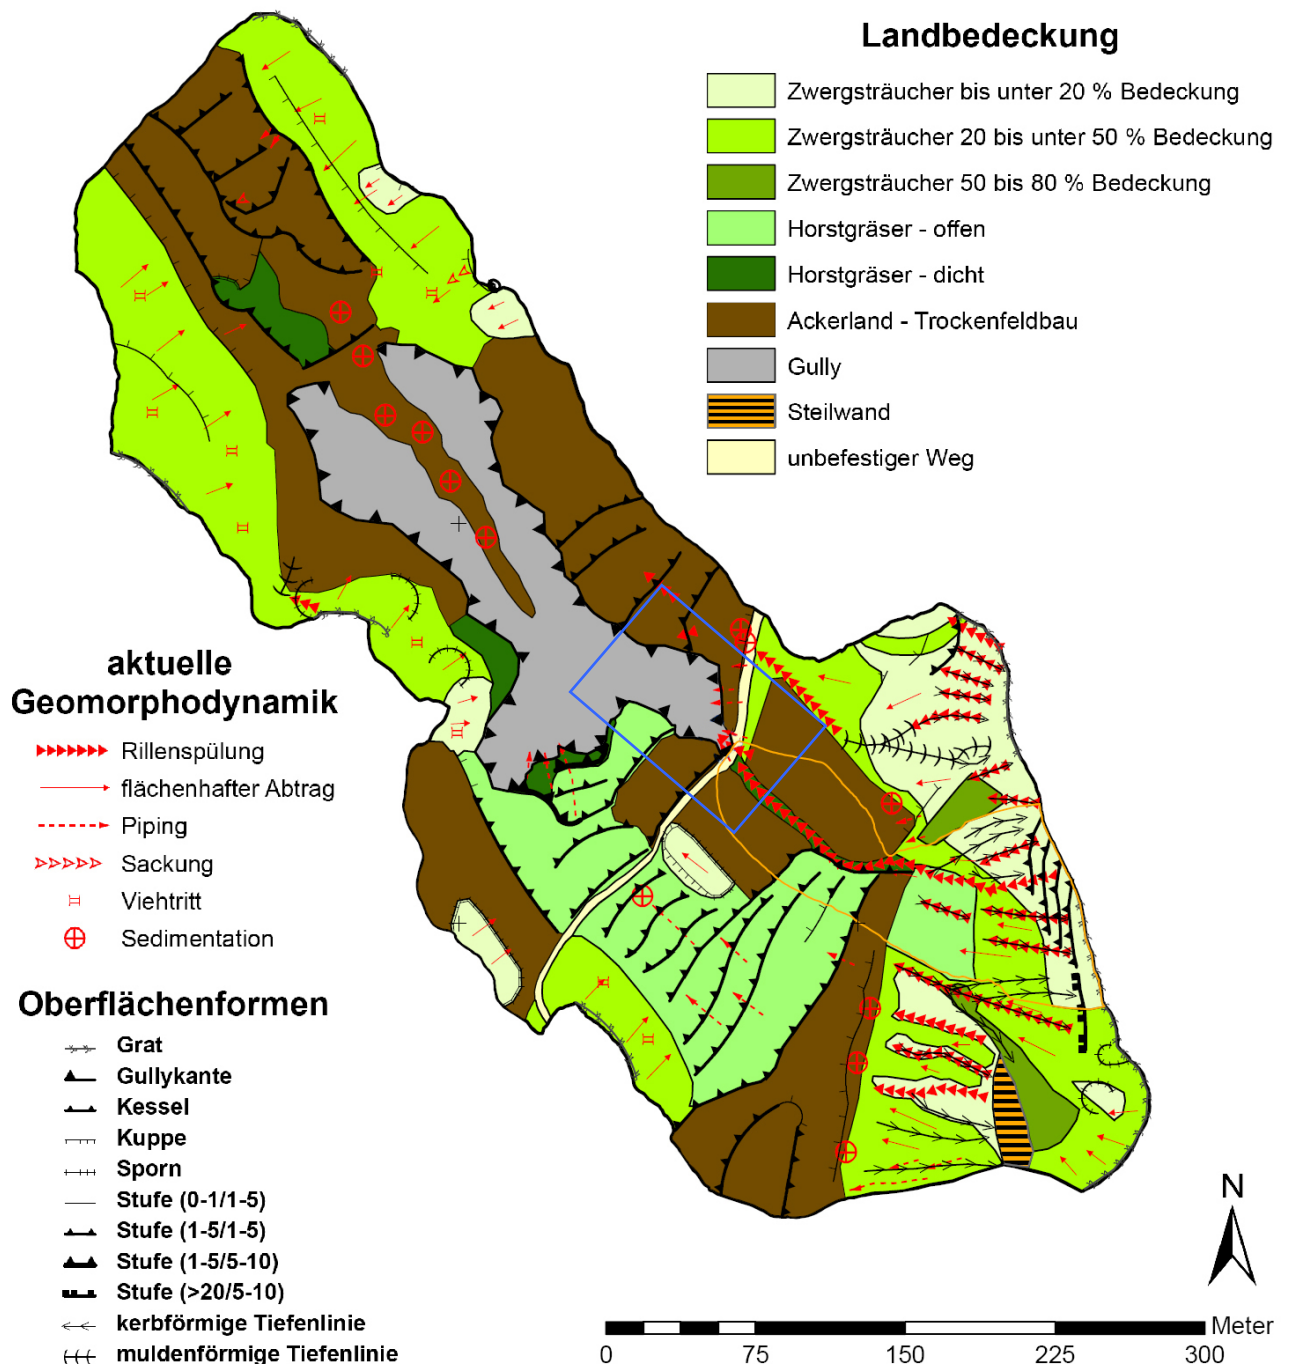 Landbedeckung
Zwergsträucher bis unter 20 % Bedeckung
Zwergsträucher 20 bis unter 50 % Bedeckung
Zwergsträucher 50 bis 80 % Bedeckung
Horstgräser - offen
Horstgräser - dicht
Ackerland - Trockenfeldbau
Gully
Steilwand
unbefestiger Weg
aktuelle
Geomorphodynamik
Rillenspülung
flächenhafter Abtrag
Piping
Sackung
Viehtritt
Sedimentation
Oberflächenformen
Grat
Gullykante
Kessel
Kuppe
Sporn
Stufe (0-1/1-5)
Stufe (1-5/1-5)
Stufe (1-5/5-10)
Stufe (>20/5-10)
kerbförmige Tiefenlinie
muldenförmige Tiefenlinie
N
Meter
0 75 150 225 300